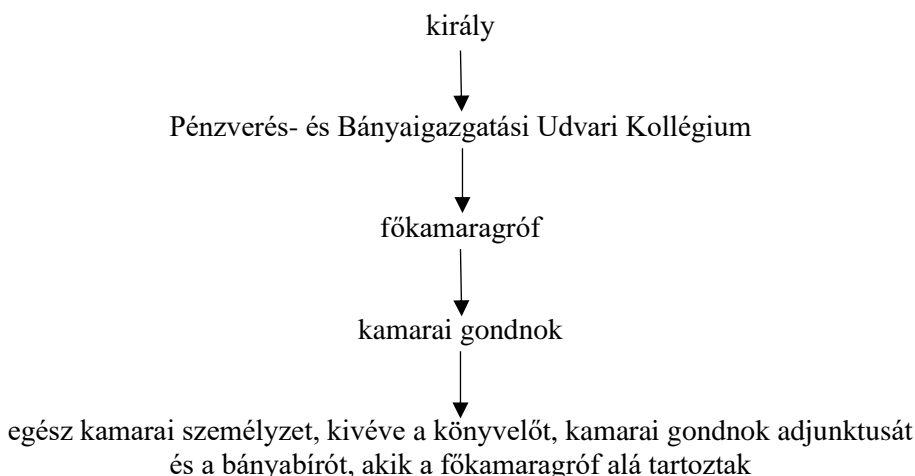 király
Pénzverés- és Bányaigazgatási Udvari Kollégium
főkamaragróf
kamarai gondnok
egész kamarai személyzet, kivéve a könyvelőt, kamarai gondnok adjunktusát
és a bányabírót, akik a főkamaragróf alá tartoztak